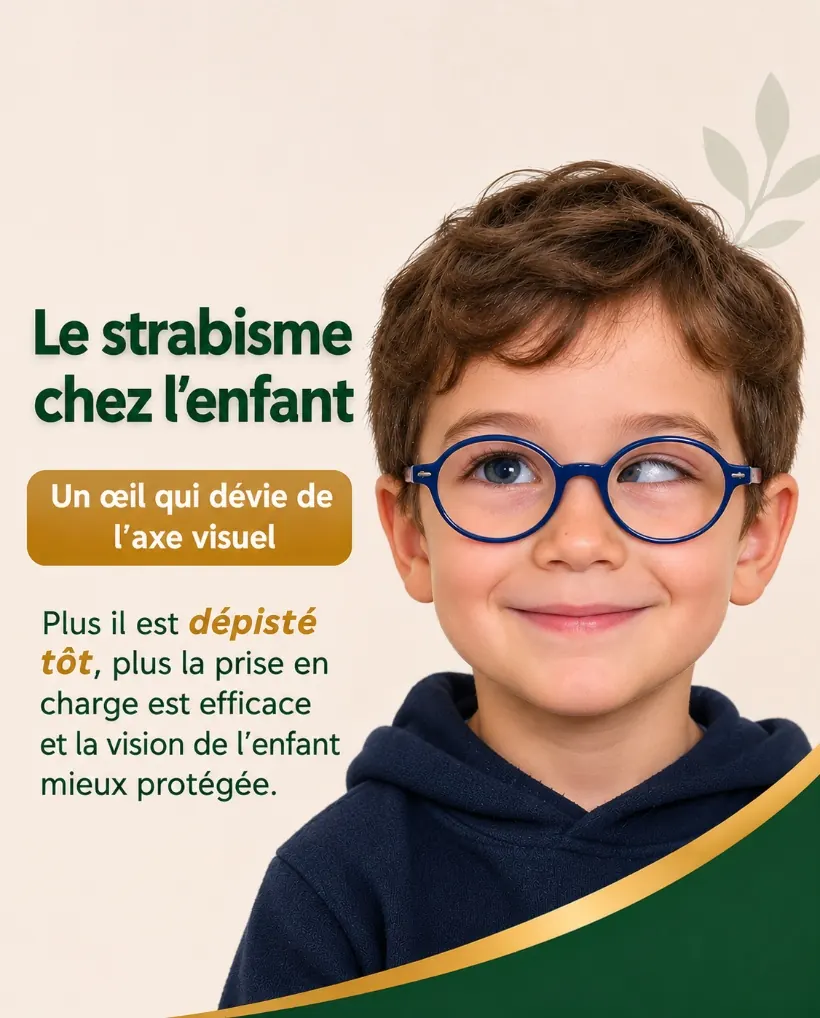 Le strabisme
chez l'enfant
Un œil qui dévie de
l'axe visuel
Plus il est dépisté
tôt, plus la prise en
charge est efficace
et la vision de l'enfant
mieux protégée.